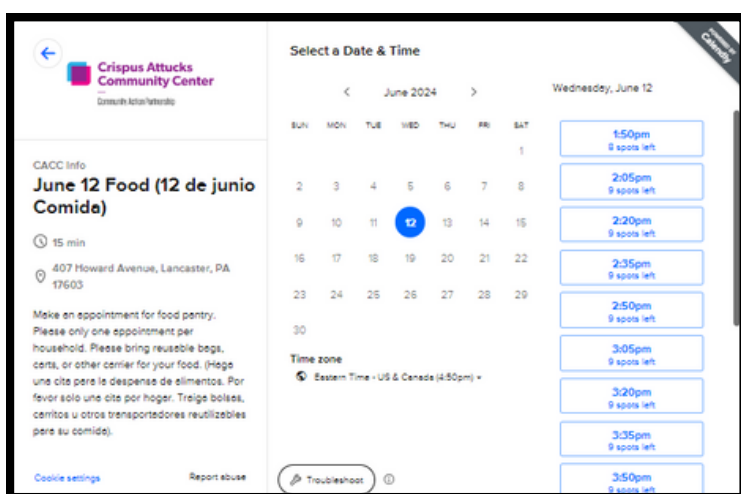 Crispus Attucks
Community Center
Community Action Partnership
CACC Info
June 12 Food (12 de junio
Comida)
15 min
407 Howard Avenue, Lancaster, PA
17603
Make an appointment for food pantry.
Please only one appointment per
household. Please bring reusable bags,
carts, or other carrier for your food. (Haga
una cita para la despensa de alimentos. Por
favor solo una cita por hogar. Traiga bolsas,
carritos u otros transportadores reutilizables
para su comida).
Cookie settings
Report abuse
Select a Date & Time
June 2024
SUN MON TUE WED THU FRI SAT
1
2 3 4 5 6 7 8
9 10 11 12 13 14 15
16 17 18 19 20 21 22
23 24 25 26 27 28 29
30
Time zone
Eastern Time - US & Canada (4:50pm)
Troubleshoot
POWERED BY
Calendly
Wednesday, June 12
1:50pm
9 spots left
2:05pm
9 spots left
2:20pm
9 spots left
2:35pm
9 spots left
2:50pm
9 spots left
3:05pm
9 spots left
3:20pm
9 spots left
3:35pm
9 spots left
3:50pm
9 spots left